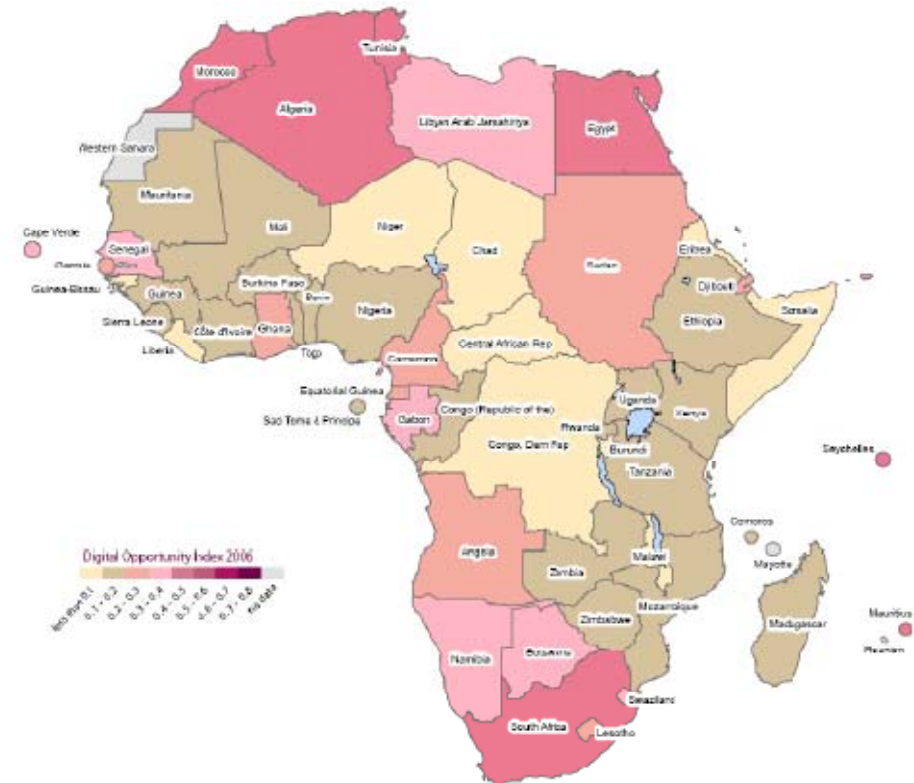 Tunisia
Morocco
Algeria
Libyan Arab Jamahiriya
Egypt
Western Sahara
Mauritania
Mali
Niger
Chad
Sudan
Eritrea
Cape Verde
Senegal
Gambia
Guinea-Bissau
Guinea
Burkina Faso
Benin
Nigeria
Djibouti
Somalia
Ethiopia
Sierra Leone
Côte d'Ivoire
Ghana
Liberia
Togo
Cameroon
Central African Rep
Equatorial Guinea
Sao Tome & Principe
Gabon
Congo (Republic of the)
Uganda
Kenya
Rwanda
Congo, Dem Rep
Burundi
Tanzania
Seychelles
Comoros
Mayotte
Angola
Zimbia
Malawi
Mozambique
Zimbabwe
Madagascar
Mauritius
Reunion
Namibia
Botswana
Swaziland
South Africa
Lesotho
Digital Opportunity Index 2006
less than 0.1
0.1 - 0.2
0.2 - 0.3
0.3 - 0.4
0.4 - 0.5
0.5 - 0.6
0.6 - 0.7
0.7 - 0.8
no data